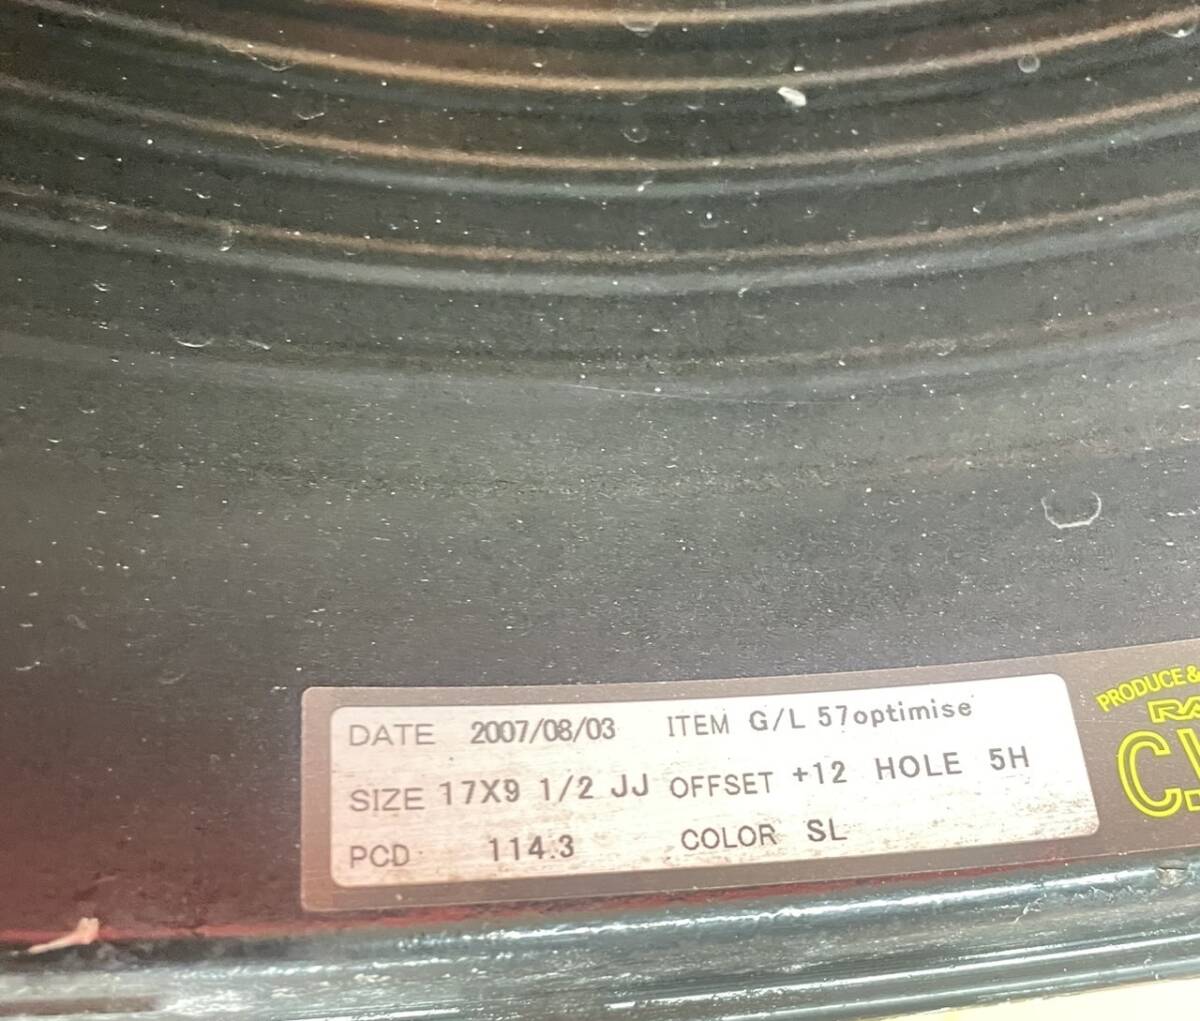 DATE 2007/08/03 ITEM G/L 57optimise
SIZE 17X9 1/2 JJ OFFSET +12 HOLE 5H
PCD 114.3 COLOR SL
PRODUCE &